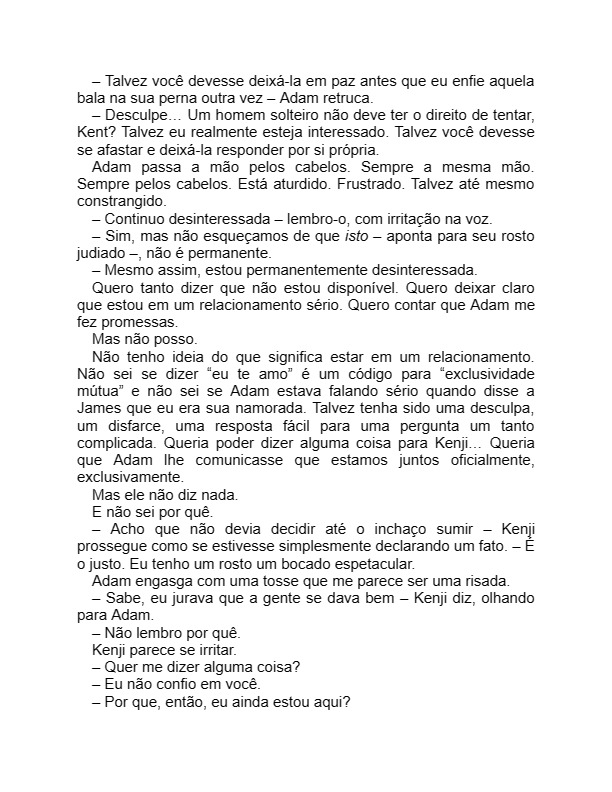 – Talvez você devesse deixá-la em paz antes que eu enfie aquela
bala na sua perna outra vez – Adam retruca.
– Desculpe… Um homem solteiro não deve ter o direito de tentar,
Kent? Talvez eu realmente esteja interessado. Talvez você devesse
se afastar e deixá-la responder por si própria.
Adam passa a mão pelos cabelos. Sempre a mesma mão.
Sempre pelos cabelos. Está aturdido. Frustrado. Talvez até mesmo
constrangido.
– Continuo desinteressada – lembro-o, com irritação na voz.
– Sim, mas não esqueçamos de que isto – aponta para seu rosto
judiado –, não é permanente.
– Mesmo assim, estou permanentemente desinteressada.
Quero tanto dizer que não estou disponível. Quero deixar claro
que estou em um relacionamento sério. Quero contar que Adam me
fez promessas.
Mas não posso.
Não tenho ideia do que significa estar em um relacionamento.
Não sei se dizer “eu te amo” é um código para “exclusividade
mútua” e não sei se Adam estava falando sério quando disse a
James que eu era sua namorada. Talvez tenha sido uma desculpa,
um disfarce, uma resposta fácil para uma pergunta um tanto
complicada. Queria poder dizer alguma coisa para Kenji… Queria
que Adam lhe comunicasse que estamos juntos oficialmente,
exclusivamente.
Mas ele não diz nada.
E não sei por quê.
– Acho que não devia decidir até o inchaço sumir – Kenji
prossegue como se estivesse simplesmente declarando um fato. – É
o justo. Eu tenho um rosto um bocado espetacular.
Adam engasga com uma tosse que me parece ser uma risada.
– Sabe, eu jurava que a gente se dava bem – Kenji diz, olhando
para Adam.
– Não lembro por quê.
Kenji parece se irritar.
– Quer me dizer alguma coisa?
– Eu não confio em você.
– Por que, então, eu ainda estou aqui?